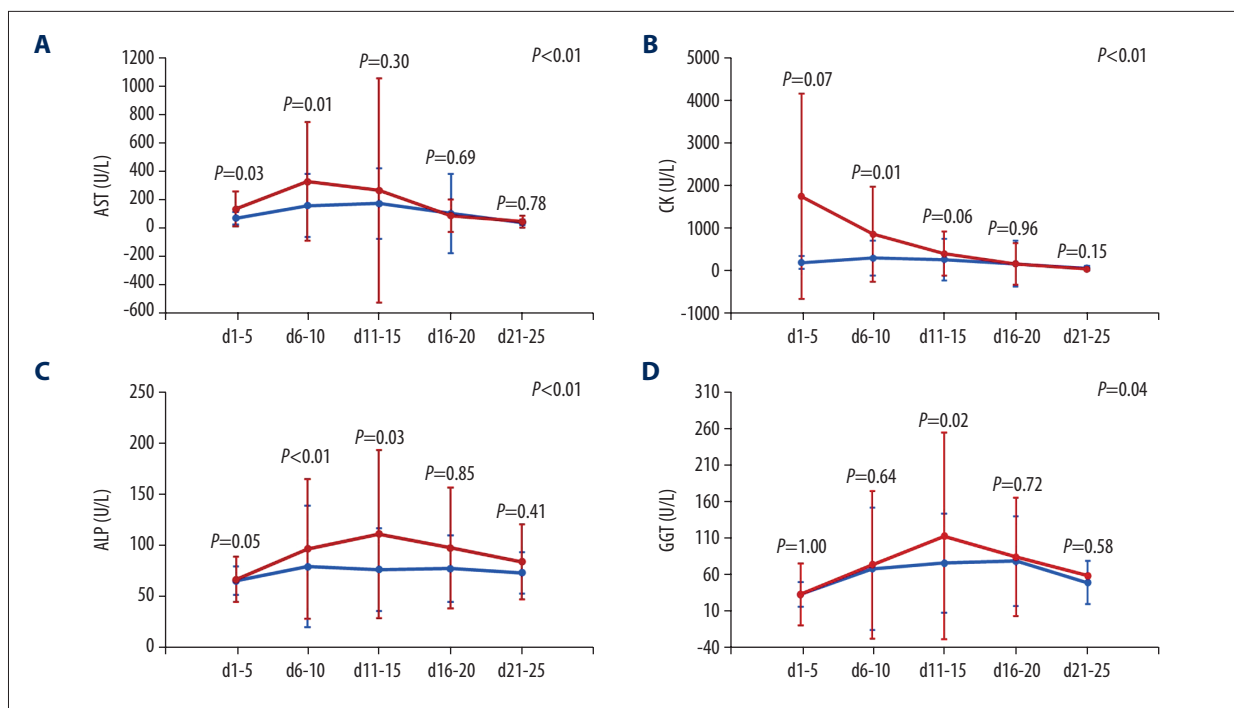 A
P<0.01
AST (U/L)
1200
1000
800
600
400
200
0
-200
-400
-600
P=0.03
P=0.01
P=0.30
P=0.69
P=0.78
d1-5
d6-10
d11-15
d16-20
d21-25
B
P<0.01
CK (U/L)
5000
4000
3000
2000
1000
0
-1000
P=0.07
P=0.01
P=0.06
P=0.96
P=0.15
d1-5
d6-10
d11-15
d16-20
d21-25
C
P<0.01
ALP (U/L)
250
200
150
100
50
0
P=0.05
P<0.01
P=0.03
P=0.85
P=0.41
d1-5
d6-10
d11-15
d16-20
d21-25
D
P=0.04
GGT (U/L)
310
260
210
160
110
60
10
-40
P=1.00
P=0.64
P=0.02
P=0.72
P=0.58
d1-5
d6-10
d11-15
d16-20
d21-25